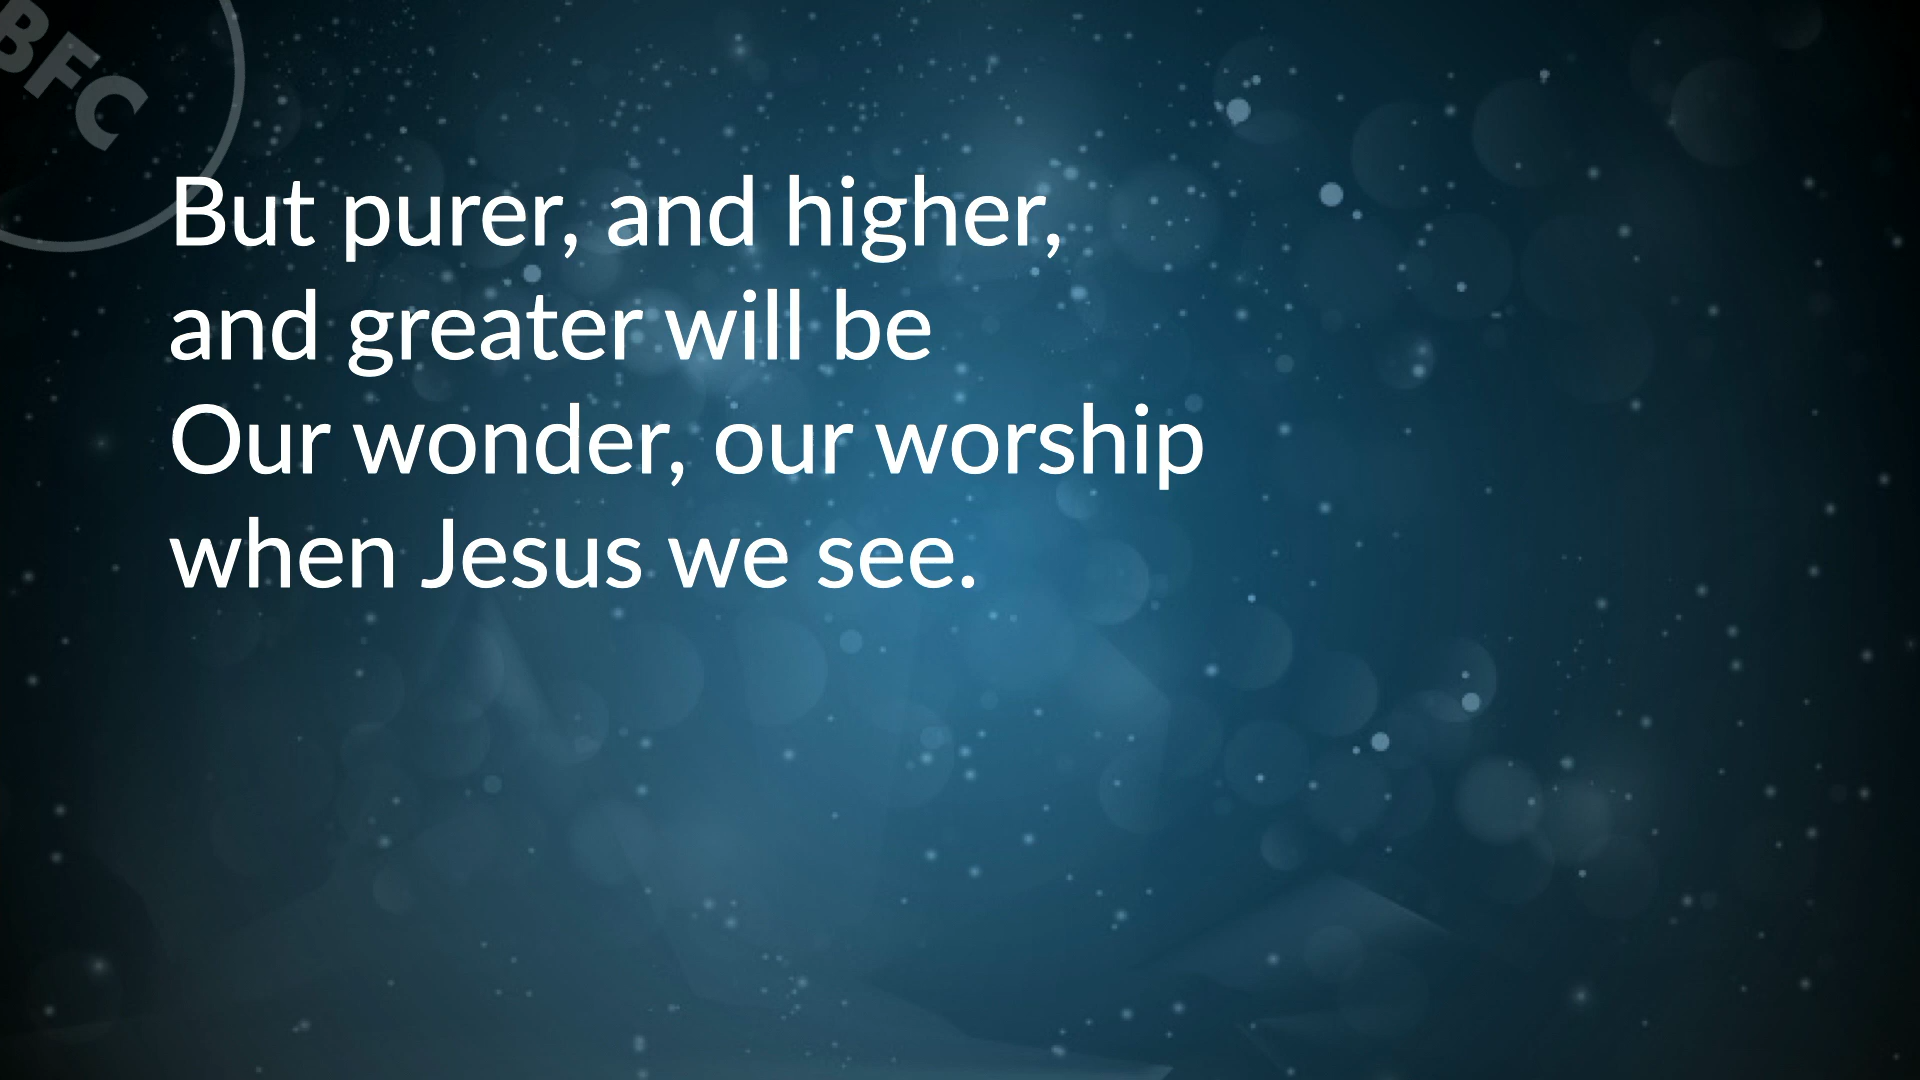 BFC
But purer, and higher,
and greater will be
Our wonder, our worship
when Jesus we see.